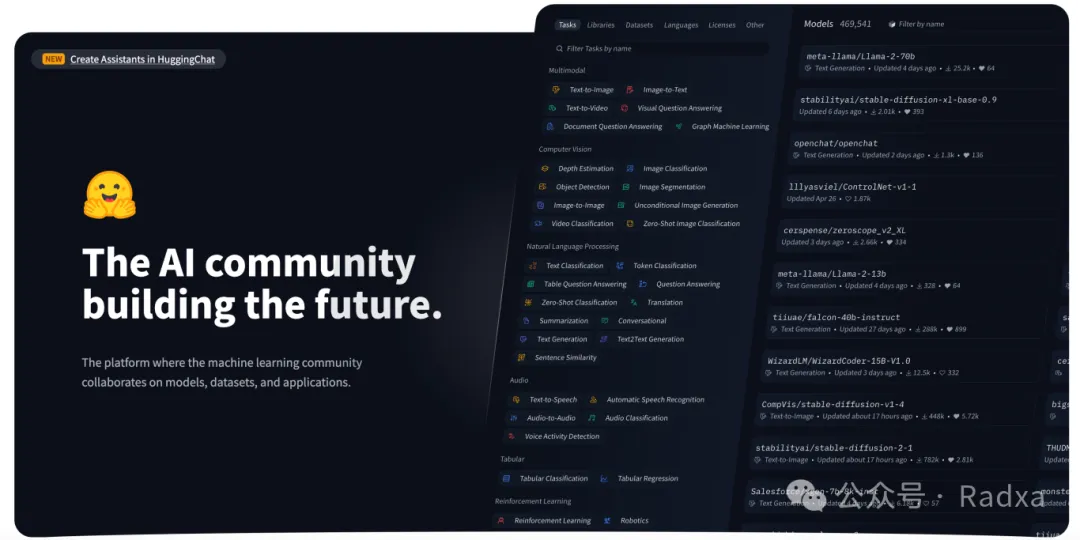 NEW Create Assistants in HuggingChat
The AI community
building the future.
The platform where the machine learning community
collaborates on models, datasets, and applications.
Tasks Libraries Datasets Languages Licenses Other
Filter Tasks by name
Multimodal
Text-to-Image Image-to-Text
Text-to-Video Visual Question Answering
Document Question Answering Graph Machine Learning
Computer Vision
Depth Estimation Image Classification
Object Detection Image Segmentation
Image-to-Image Unconditional Image Generation
Video Classification Zero-Shot Image Classification
Natural Language Processing
Text Classification Token Classification
Table Question Answering Question Answering
Zero-Shot Classification Translation
Summarization Conversational
Text Generation Text2Text Generation
Sentence Similarity
Audio
Text-to-Speech Automatic Speech Recognition
Audio-to-Audio Audio Classification
Voice Activity Detection
Tabular
Tabular Classification Tabular Regression
Reinforcement Learning
Reinforcement Learning Robotics
Models 469,541 Filter by name
meta-llama/Llama-2-70b
Text Generation • Updated 4 days ago • 25.2k • 64
stabilityai/stable-diffusion-xl-base-0.9
Updated 6 days ago • 2.01k • 393
openchat/openchat
Text Generation • Updated 2 days ago • 1.3k • 136
lllyasviel/ControlNet-v1-1
Updated Apr 26 • 1.87k
cerspense/zeroscope_v2_XL
Updated 3 days ago • 2.66k • 334
meta-llama/Llama-2-13b
Text Generation • Updated 4 days ago • 328 • 64
tiiuae/falcon-40b-instruct
Text Generation • Updated 27 days ago • 288k • 899
WizardLM/WizardCoder-15B-V1.0
Text Generation • Updated 3 days ago • 12.5k • 332
CompVis/stable-diffusion-v1-4
Text-to-Image • Updated about 17 hours ago • 448k • 5.72k
stabilityai/stable-diffusion-2-1
Text-to-Image • Updated about 17 hours ago • 782k • 2.81k
Salesforce/
Text Generation • Updated 4 days ago • 6.18k • 57
THUDM
公众号 · Radxa